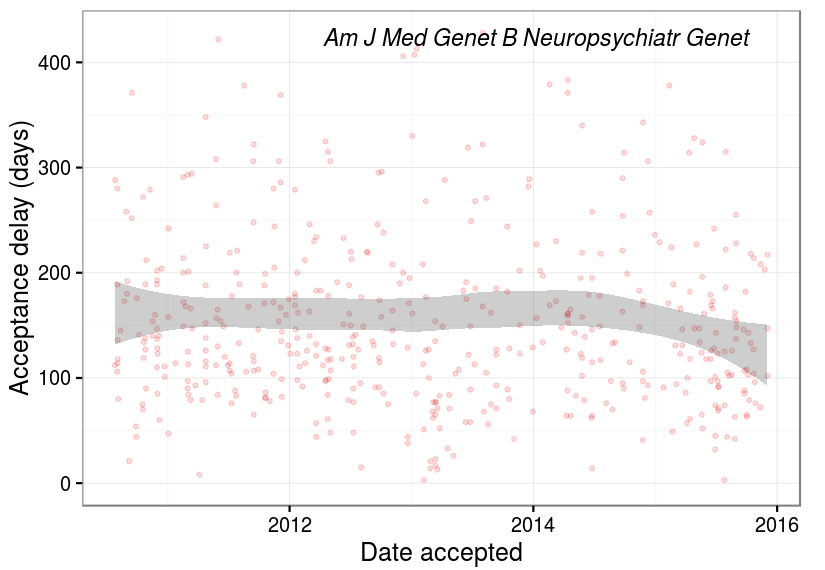 Am J Med Genet B Neuropsychiatr Genet
400
300
200
100
0
Acceptance delay (days)
2012 2014 2016
Date accepted